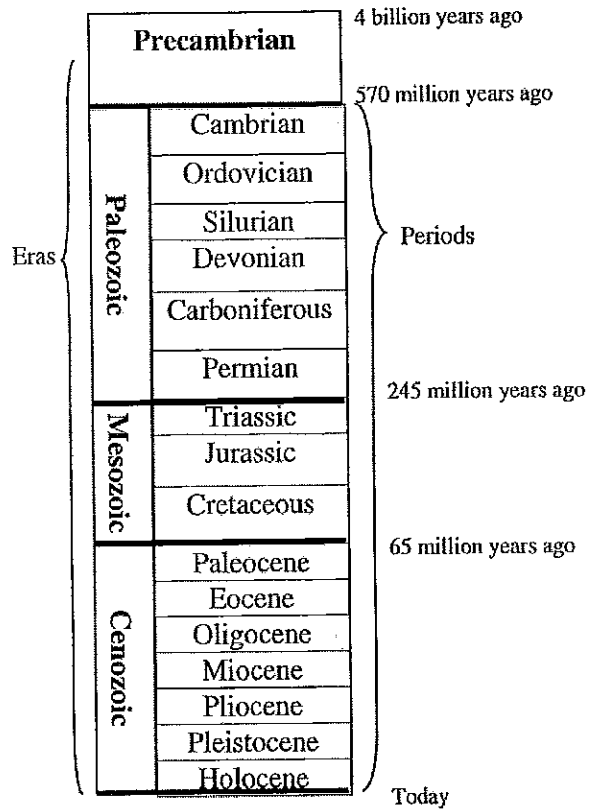 4 billion years ago
Precambrian
570 million years ago
Cambrian
Ordovician
Silurian
Devonian
Carboniferous
Permian
Paleozoic
Eras
Periods
245 million years ago
Triassic
Jurassic
Cretaceous
Mesozoic
65 million years ago
Paleocene
Eocene
Oligocene
Miocene
Pliocene
Pleistocene
Holocene
Cenozoic
Today